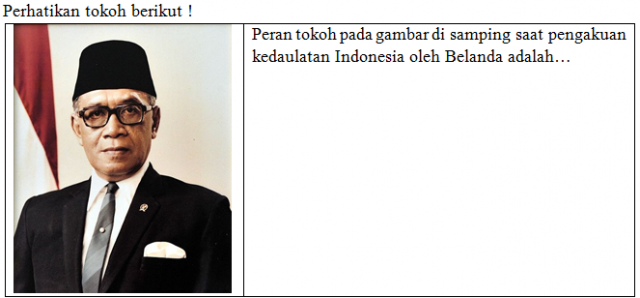 Perhatikan tokoh berikut !
Peran tokoh pada gambar di samping saat pengakuan
kedaulatan Indonesia oleh Belanda adalah...